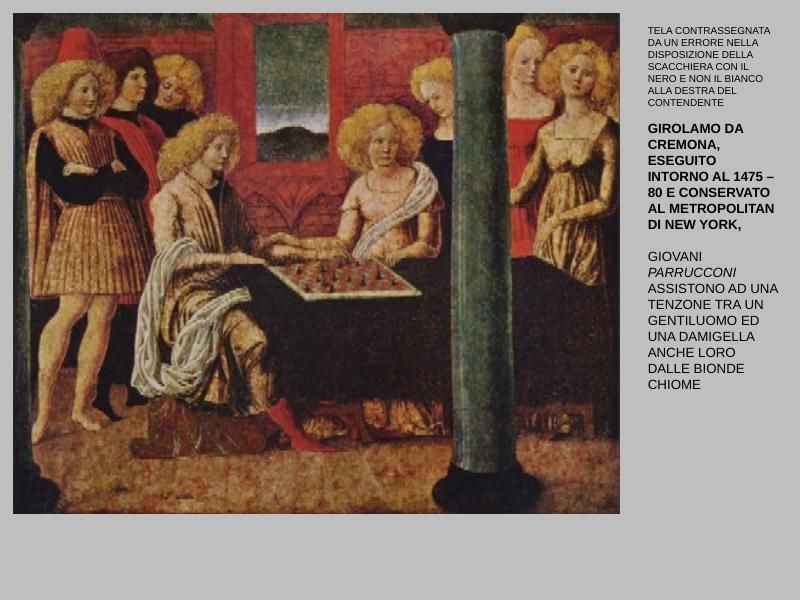 TELA CONTRASSEGNATA
DA UN ERRORE NELLA
DISPOSIZIONE DELLA
SCACCHIERA CON IL
NERO E NON IL BIANCO
ALLA DESTRA DEL
CONTENDENTE
GIROLAMO DA
CREMONA,
ESEGUITO
INTORNO AL 1475 –
80 E CONSERVATO
AL METROPOLITAN
DI NEW YORK,
GIOVANI
PARRUCCONI
ASSISTONO AD UNA
TENZONE TRA UN
GENTILUOMO ED
UNA DAMIGELLA
ANCHE LORO
DALLE BIONDE
CHIOME